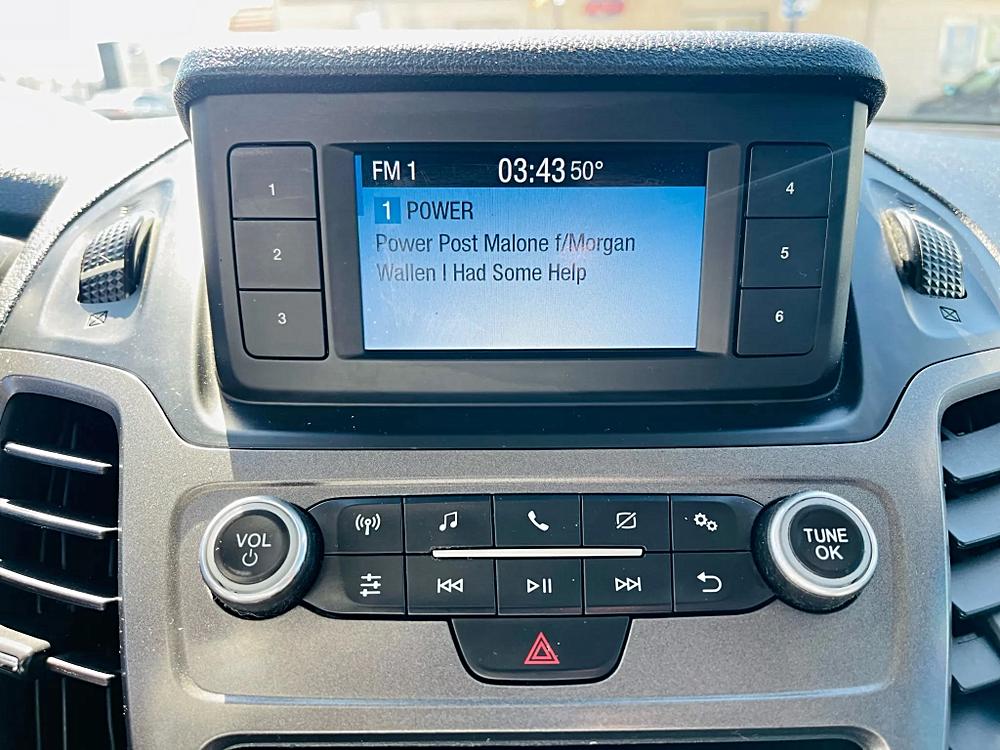 FM 1 03:43 50°
1 POWER
Power Post Malone f/Morgan
Wallen I Had Some Help
1
2
3
4
5
6
VOL
TUNE
OK